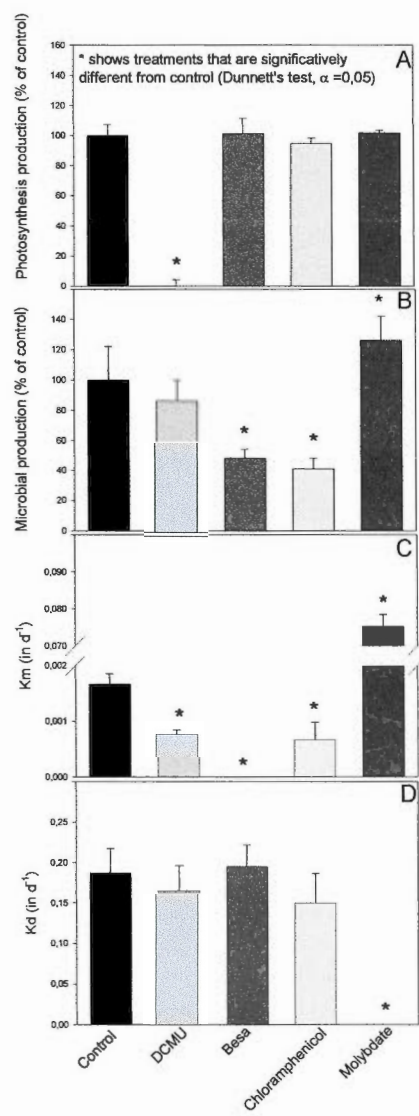 A
* shows treatments that are significatively
different from control (Dunnett's test, α =0,05)
Photosynthesis production (% of control)
160
140
120
100
80
60
40
20
0
*
B
Microbial production (% of control)
140
120
100
80
60
40
20
0
*
*
*
C
Km (in d-1)
0,090
0,080
0,070
0,002
0,001
0,000
*
*
*
*
D
Kd (in d-1)
0,25
0,20
0,15
0,10
0,05
0,00
*
Control
DCMU
Besa
Chloramphenicol
Molybdate